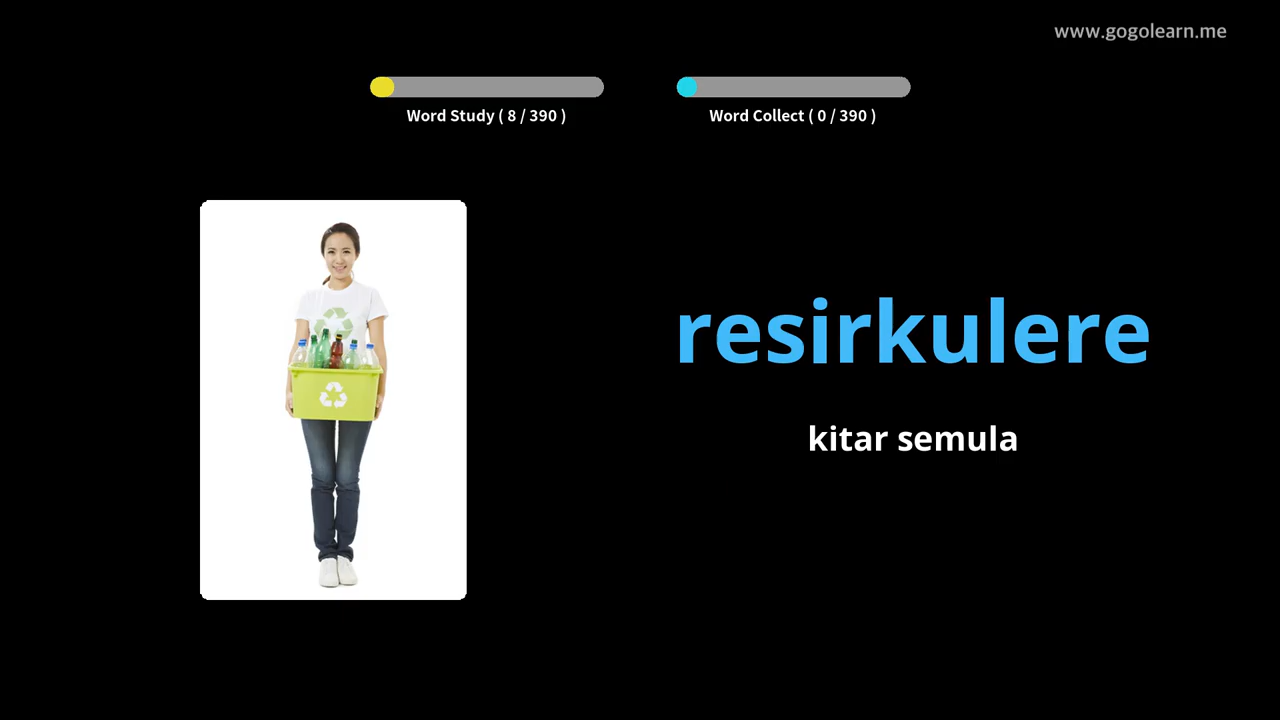 www.gogolearn.me
Word Study ( 8 / 390 )
Word Collect ( 0 / 390 )
resirkulere
kitar semula